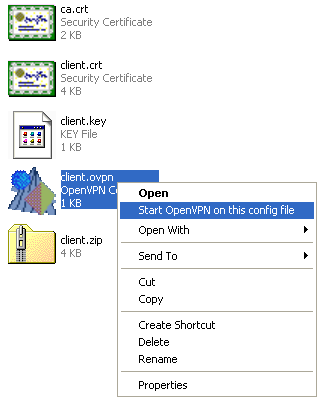 ca.crt
Security Certificate
2 KB
client.crt
Security Certificate
4 KB
client.key
KEY File
1 KB
client.ovpn
OpenVPN
1 KB
client.zip
4 KB
Open
Start OpenVPN on this config file
Open With
Send To
Cut
Copy
Create Shortcut
Delete
Rename
Properties